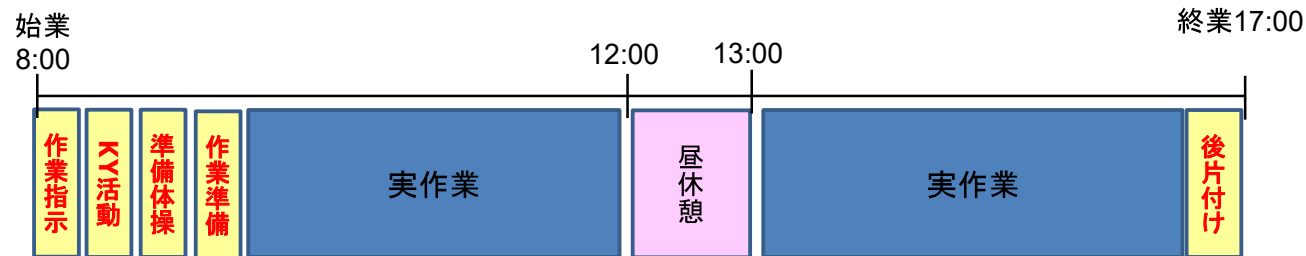 始業
8:00
12:00
13:00
終業17:00
作業指示
KY活動
準備体操
作業準備
実作業
昼休憩
実作業
後片付け